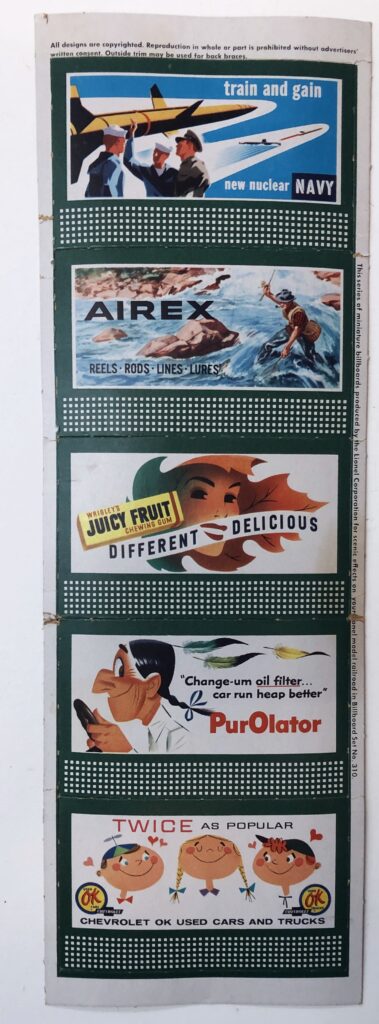 All designs are copyrighted. Reproduction in whole or part is prohibited without advertisers'
written consent. Outside trim may be used for back braces.
train and gain
new nuclear NAVY
AIREX
REELS · RODS · LINES · LURES
WRIGLEY'S
JUICY FRUIT
CHEWING GUM
DIFFERENT DELICIOUS
"Change-um oil filter...
car run heap better"
PurOlator
TWICE AS POPULAR
OK
OK
CHEVROLET OK USED CARS AND TRUCKS
This series of miniature billboards produced by the Lionel Corporation for scenic effects on your model railroad in Billboard Set No. 310.